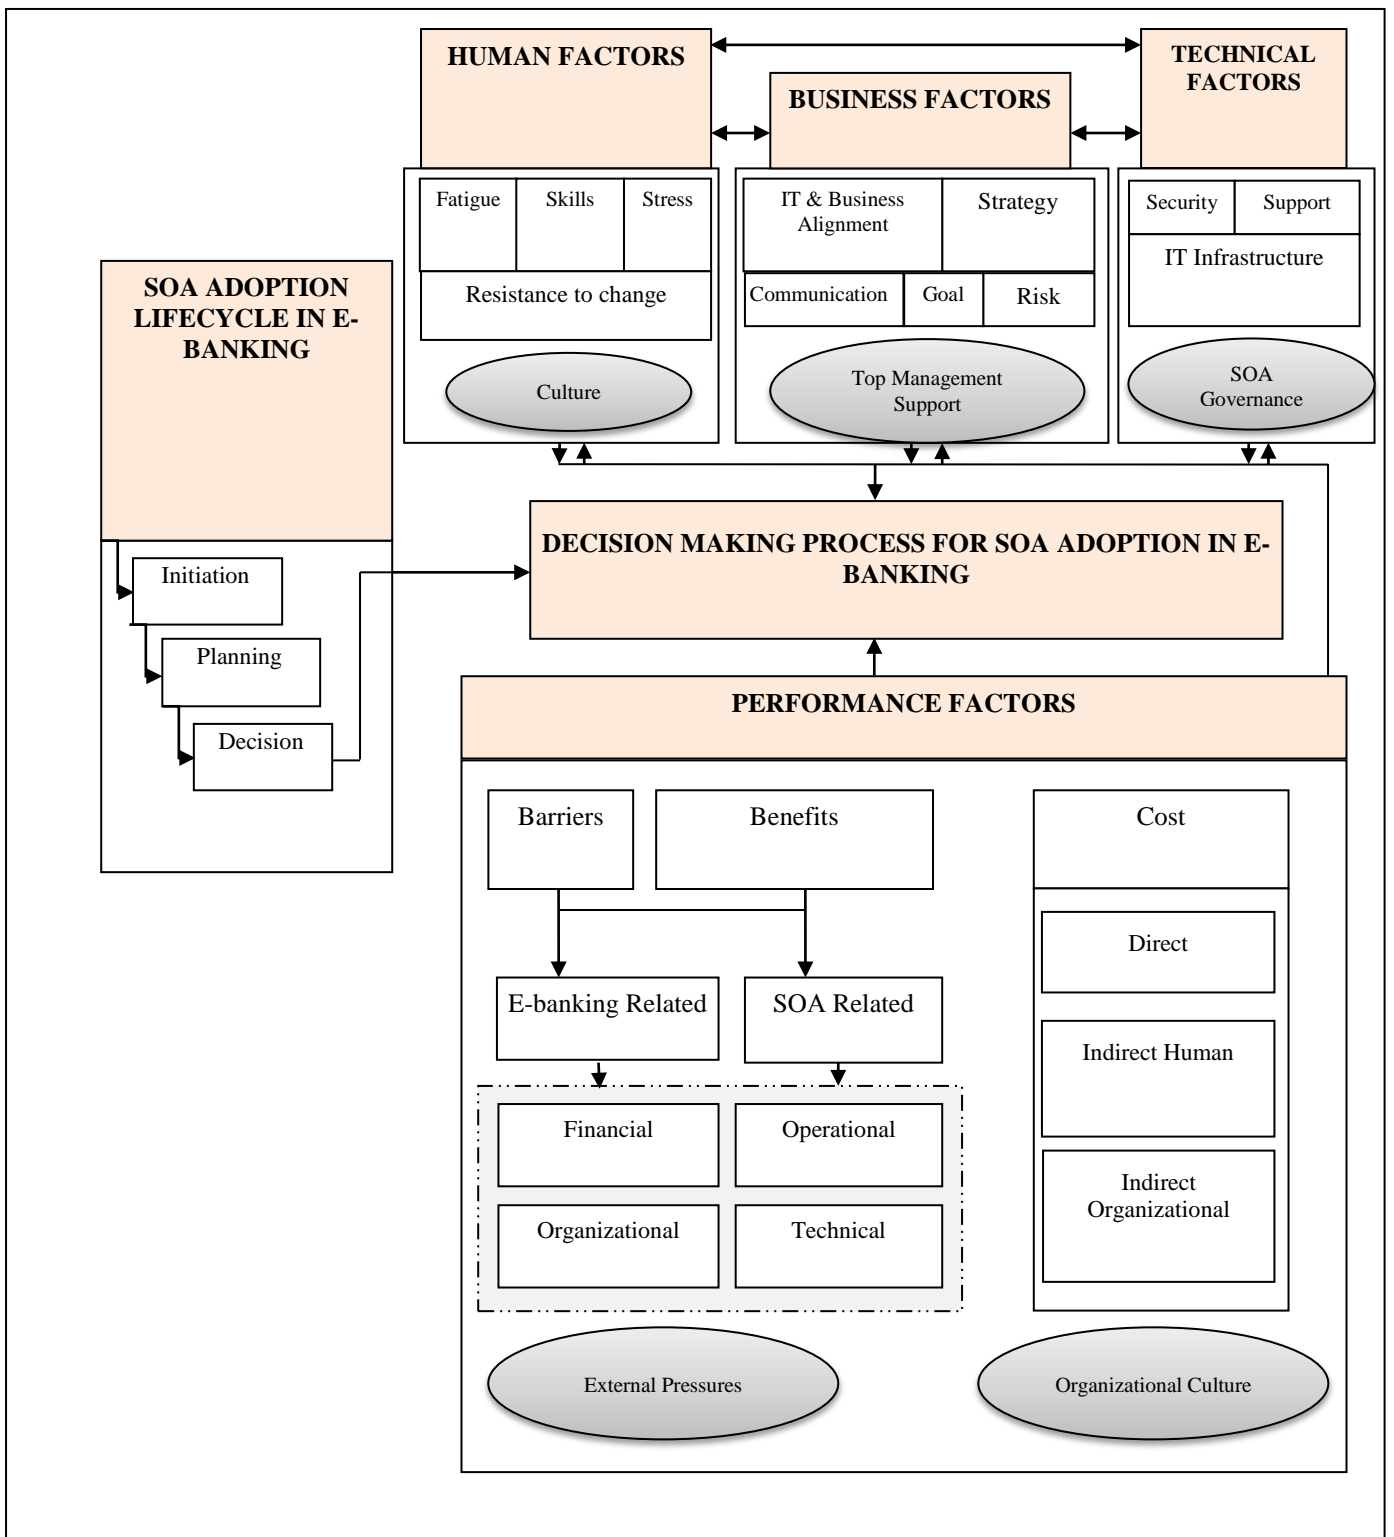 HUMAN FACTORS
BUSINESS FACTORS
TECHNICAL
FACTORS
Fatigue
Skills
Stress
Resistance to change
Culture
IT & Business
Alignment
Strategy
Communication
Goal
Risk
Top Management
Support
Security
Support
IT Infrastructure
SOA
Governance
SOA ADOPTION
LIFECYCLE IN E-
BANKING
Initiation
Planning
Decision
DECISION MAKING PROCESS FOR SOA ADOPTION IN E-
BANKING
PERFORMANCE FACTORS
Barriers
Benefits
E-banking Related
SOA Related
Financial
Operational
Organizational
Technical
Cost
Direct
Indirect Human
Indirect
Organizational
External Pressures
Organizational Culture